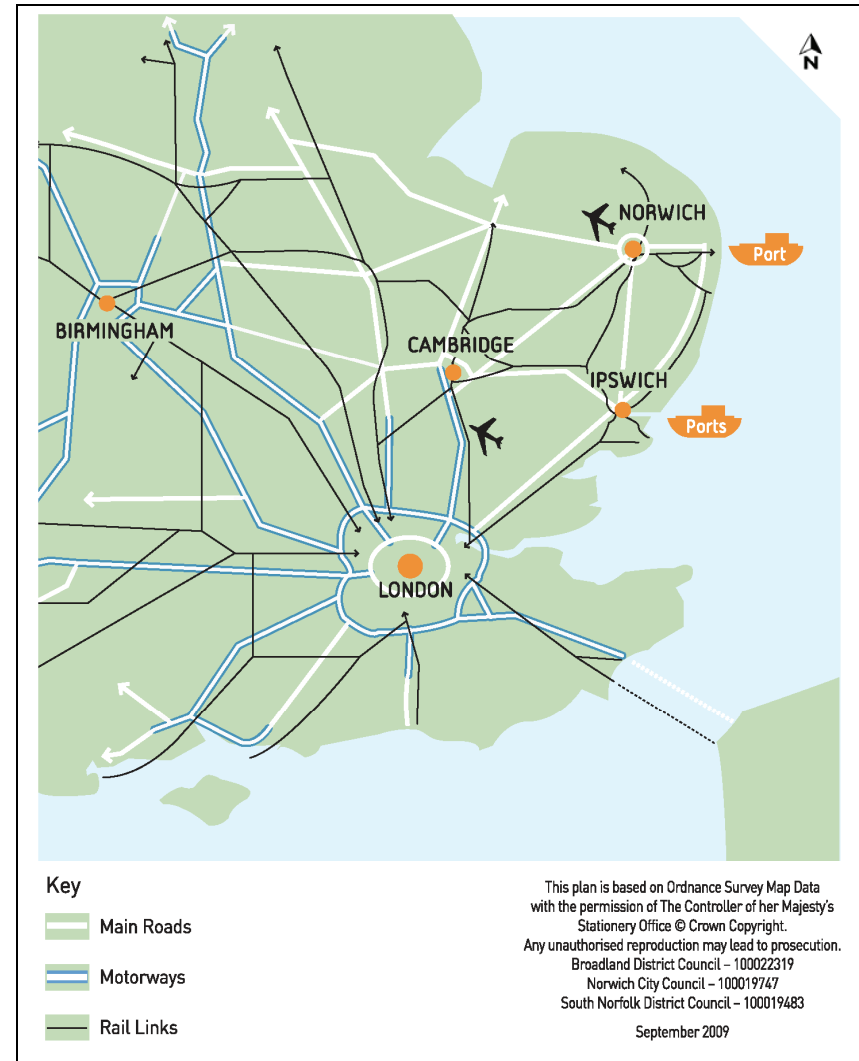 N
NORWICH
Port
BIRMINGHAM
CAMBRIDGE
IPSWICH
Ports
LONDON
Key
Main Roads
Motorways
Rail Links
This plan is based on Ordnance Survey Map Data
with the permission of The Controller of her Majesty's
Stationery Office © Crown Copyright.
Any unauthorised reproduction may lead to prosecution.
Broadland District Council – 100022319
Norwich City Council – 100019747
South Norfolk District Council – 100019483
September 2009